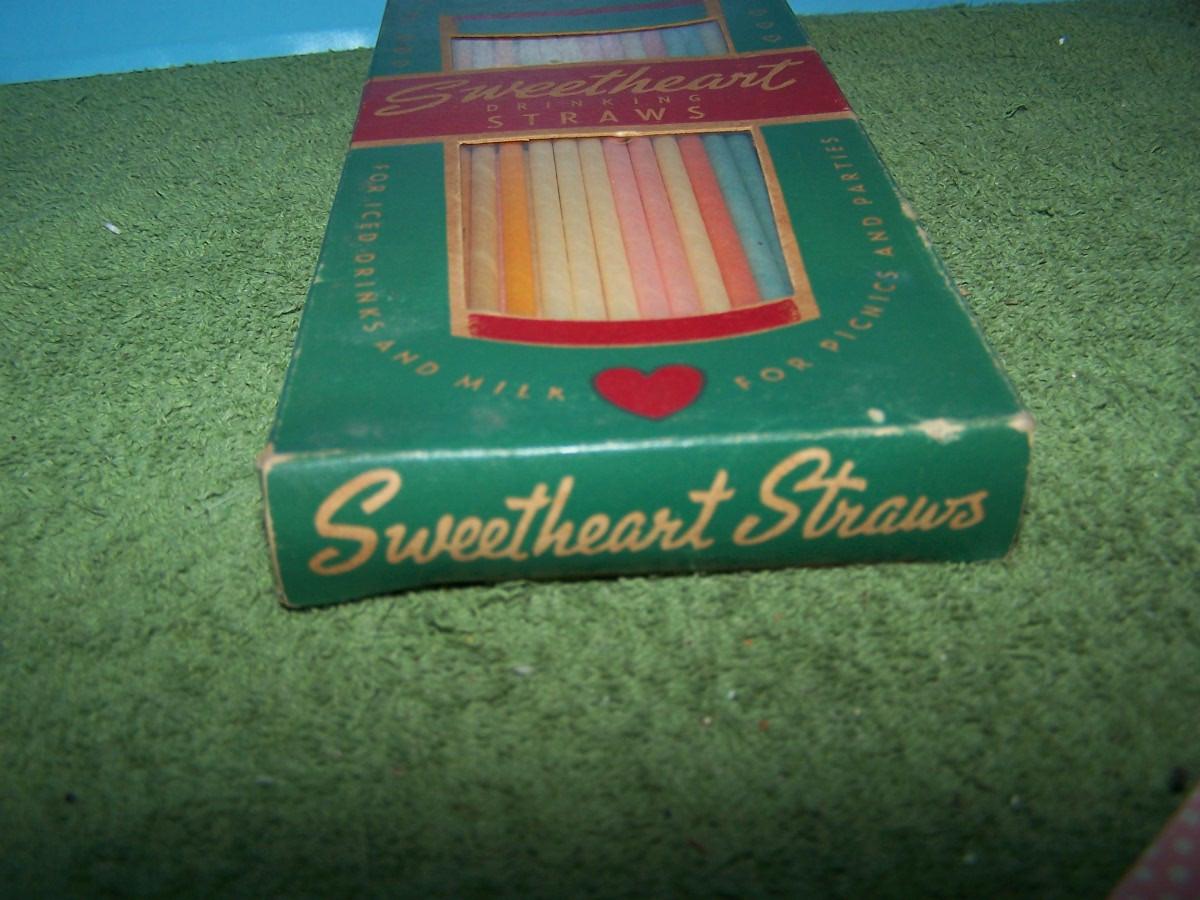 Sweetheart
DRINKING
STRAWS
FOR ICED DRINKS AND MILK
FOR PICNICS AND PARTIES
Sweetheart Straws